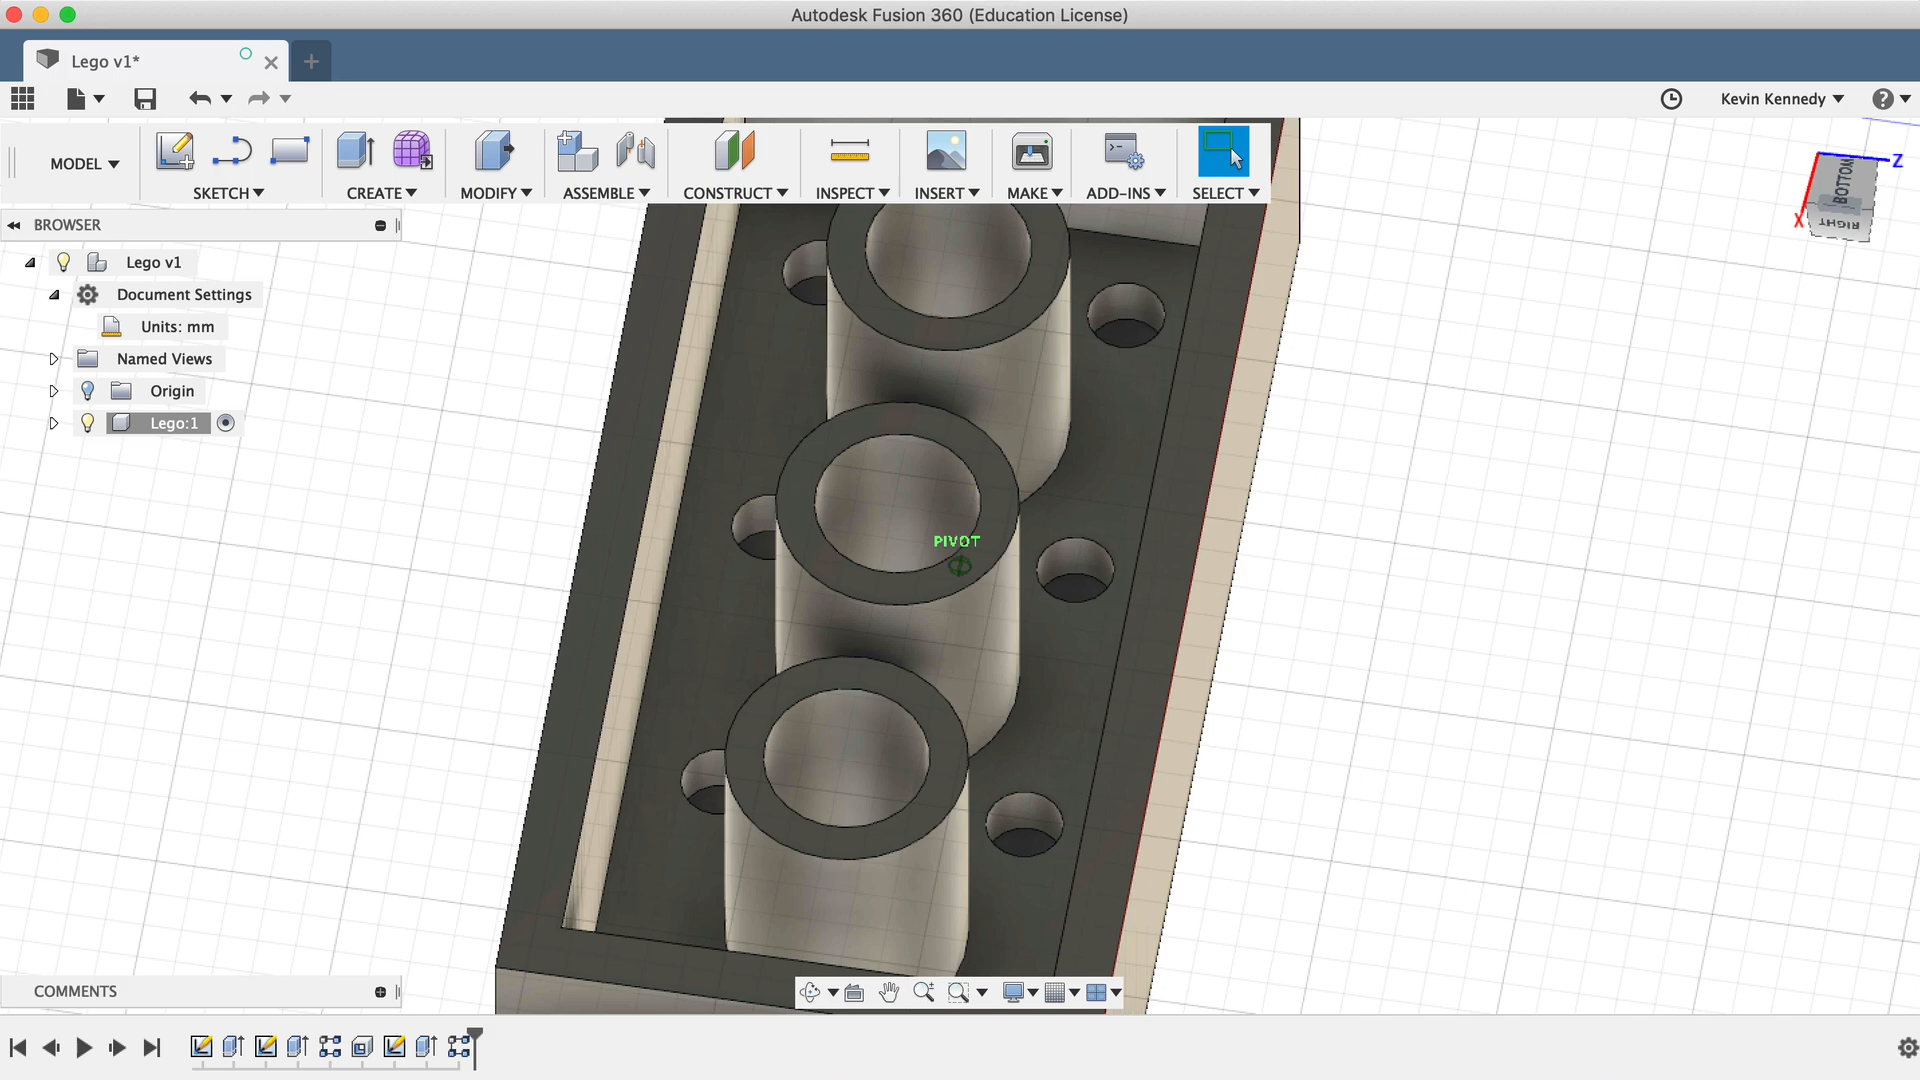 Autodesk Fusion 360 (Education License)
Lego v1*
Kevin Kennedy
MODEL
SKETCH
CREATE
MODIFY
ASSEMBLE
CONSTRUCT
INSPECT
INSERT
MAKE
ADD-INS
SELECT
BROWSER
Lego v1
Document Settings
Units: mm
Named Views
Origin
Lego:1
Z
X
BOTTOM
RIGHT
PIVOT
COMMENTS